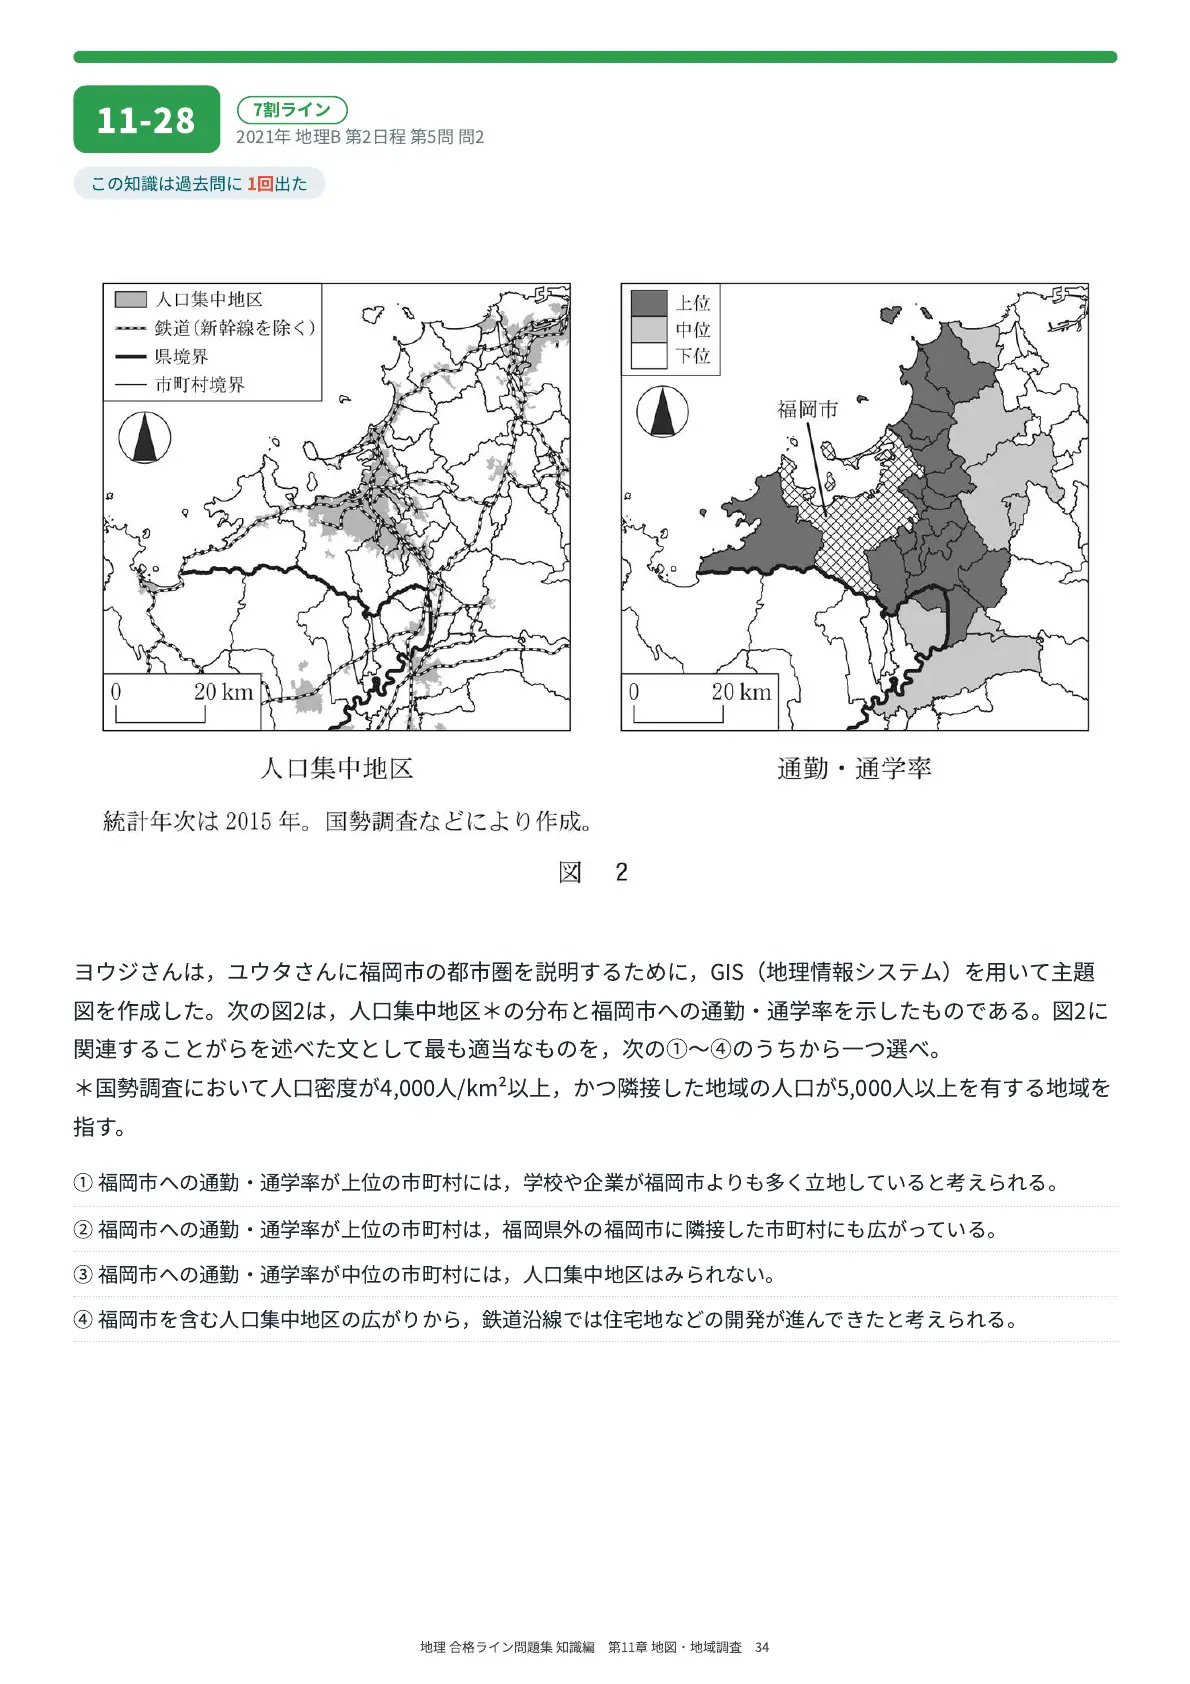 11-28
7割ライン
2021年 地理B 第2日程 第5問 問2
この知識は過去問に 1回出た
人口集中地区
鉄道(新幹線を除く)
県境界
市町村境界
0 20 km
人口集中地区
上位
中位
下位
福岡市
0 20 km
通勤・通学率
統計年次は 2015 年。国勢調査などにより作成。
図 2
ヨウジさんは，ユウタさんに福岡市の都市圏を説明するために，GIS（地理情報システム）を用いて主題
図を作成した。次の図2は，人口集中地区＊の分布と福岡市への通勤・通学率を示したものである。図2に
関連することがらを述べた文として最も適当なものを，次の①〜④のうちから一つ選べ。
＊国勢調査において人口密度が4,000人/km²以上，かつ隣接した地域の人口が5,000人以上を有する地域を
指す。
① 福岡市への通勤・通学率が上位の市町村には，学校や企業が福岡市よりも多く立地していると考えられる。
② 福岡市への通勤・通学率が上位の市町村は，福岡県外の福岡市に隣接した市町村にも広がっている。
③ 福岡市への通勤・通学率が中位の市町村には，人口集中地区はみられない。
④ 福岡市を含む人口集中地区の広がりから，鉄道沿線では住宅地などの開発が進んできたと考えられる。
地理 合格ライン問題集 知識編 第11章 地図・地域調査 34